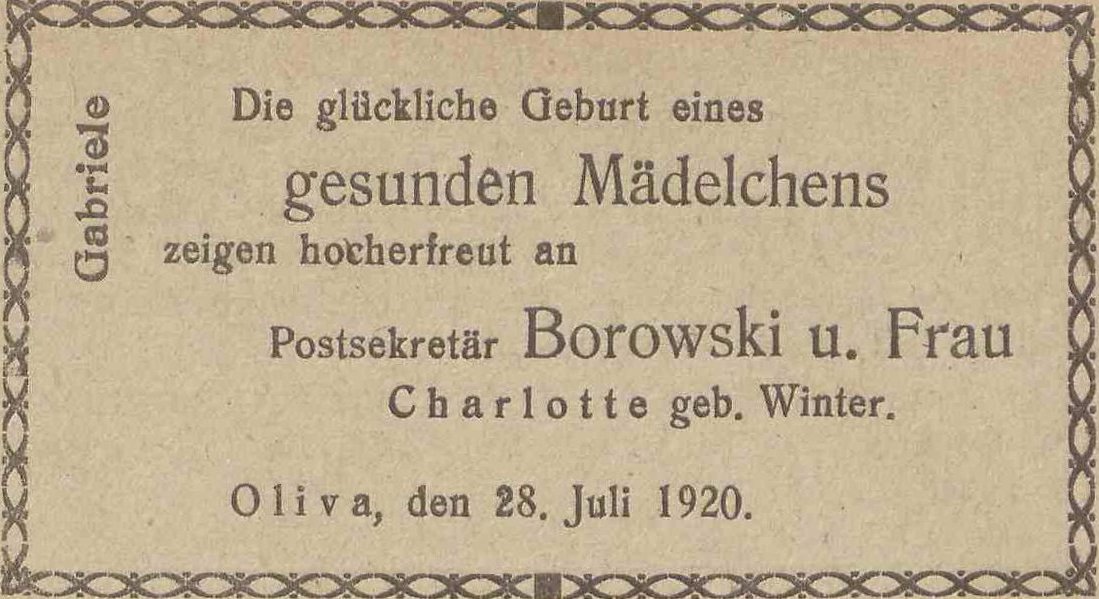 Gabriele
Die glückliche Geburt eines
gesunden Mädelchens
zeigen hocherfreut an
Postsekretär Borowski u. Frau
Charlotte geb. Winter.
Oliva, den 28. Juli 1920.